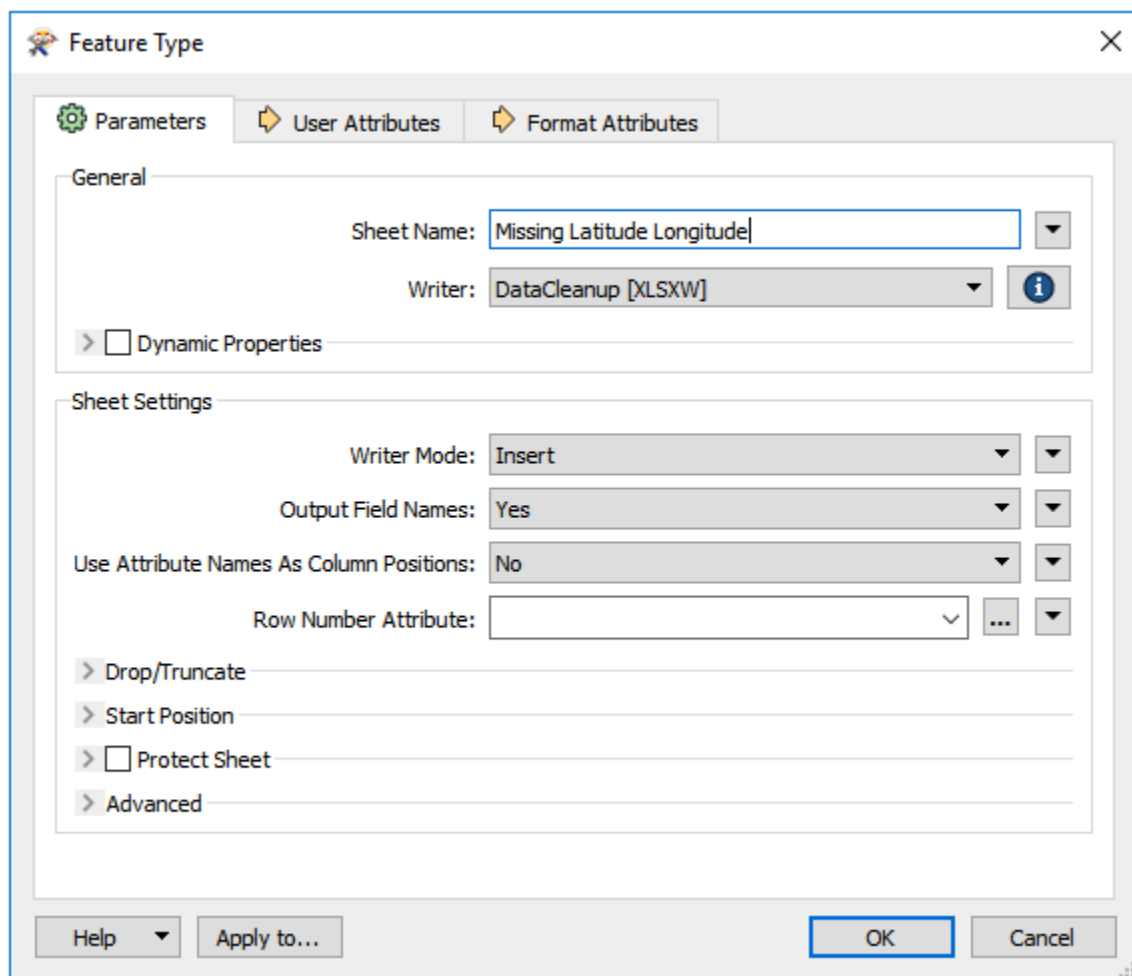 Feature Type
Parameters User Attributes Format Attributes
General
Sheet Name: Missing Latitude Longitude
Writer: DataCleanup [XLSXW]
Dynamic Properties
Sheet Settings
Writer Mode: Insert
Output Field Names: Yes
Use Attribute Names As Column Positions: No
Row Number Attribute: ...
Drop/Truncate
Start Position
Protect Sheet
Advanced
Help Apply to... OK Cancel